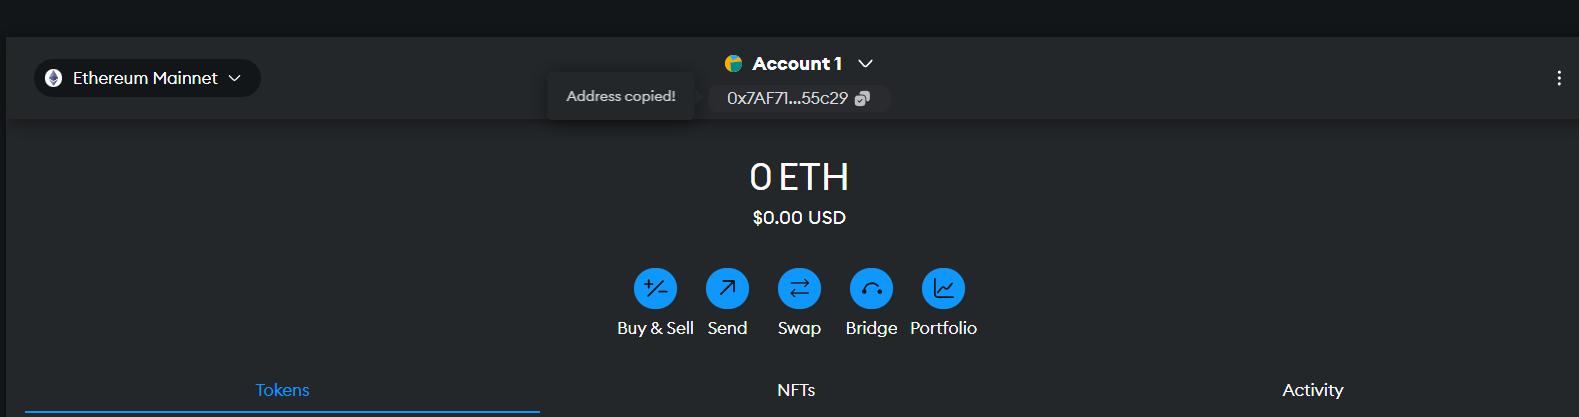 Ethereum Mainnet
Account 1
Address copied!
0x7AF71...55c29
0 ETH
$0.00 USD
Buy & Sell
Send
Swap
Bridge
Portfolio
Tokens
NFTs
Activity